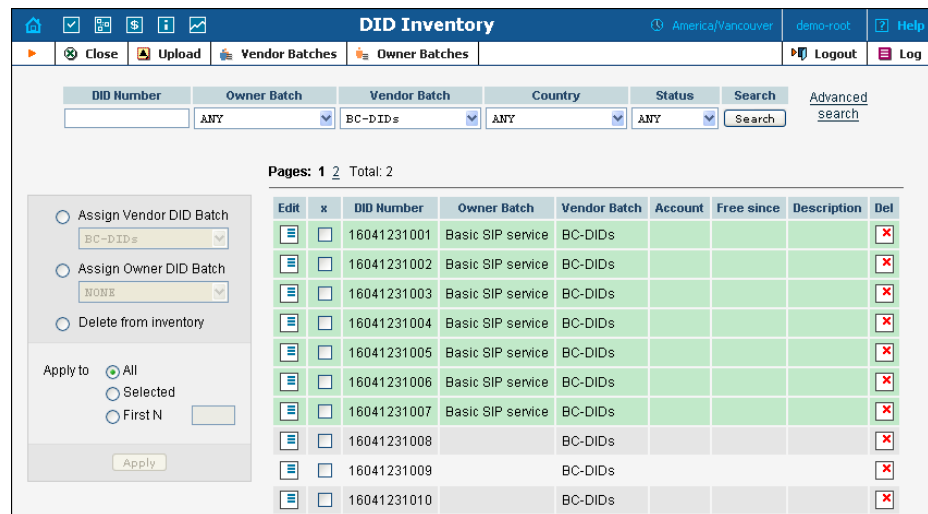 DID Inventory America/Vancouver demo-root ? Help
Close Upload Vendor Batches Owner Batches Logout Log
DID Number Owner Batch Vendor Batch Country Status Search Advanced
ANY BC-DIDs ANY ANY Search search
Pages: 1 2 Total: 2
Assign Vendor DID Batch
BC-DIDs
Assign Owner DID Batch
NONE
Delete from inventory
Apply to All
Selected
First N
Apply
Edit x DID Number Owner Batch Vendor Batch Account Free since Description Del
16041231001 Basic SIP service BC-DIDs
16041231002 Basic SIP service BC-DIDs
16041231003 Basic SIP service BC-DIDs
16041231004 Basic SIP service BC-DIDs
16041231005 Basic SIP service BC-DIDs
16041231006 Basic SIP service BC-DIDs
16041231007 Basic SIP service BC-DIDs
16041231008 BC-DIDs
16041231009 BC-DIDs
16041231010 BC-DIDs